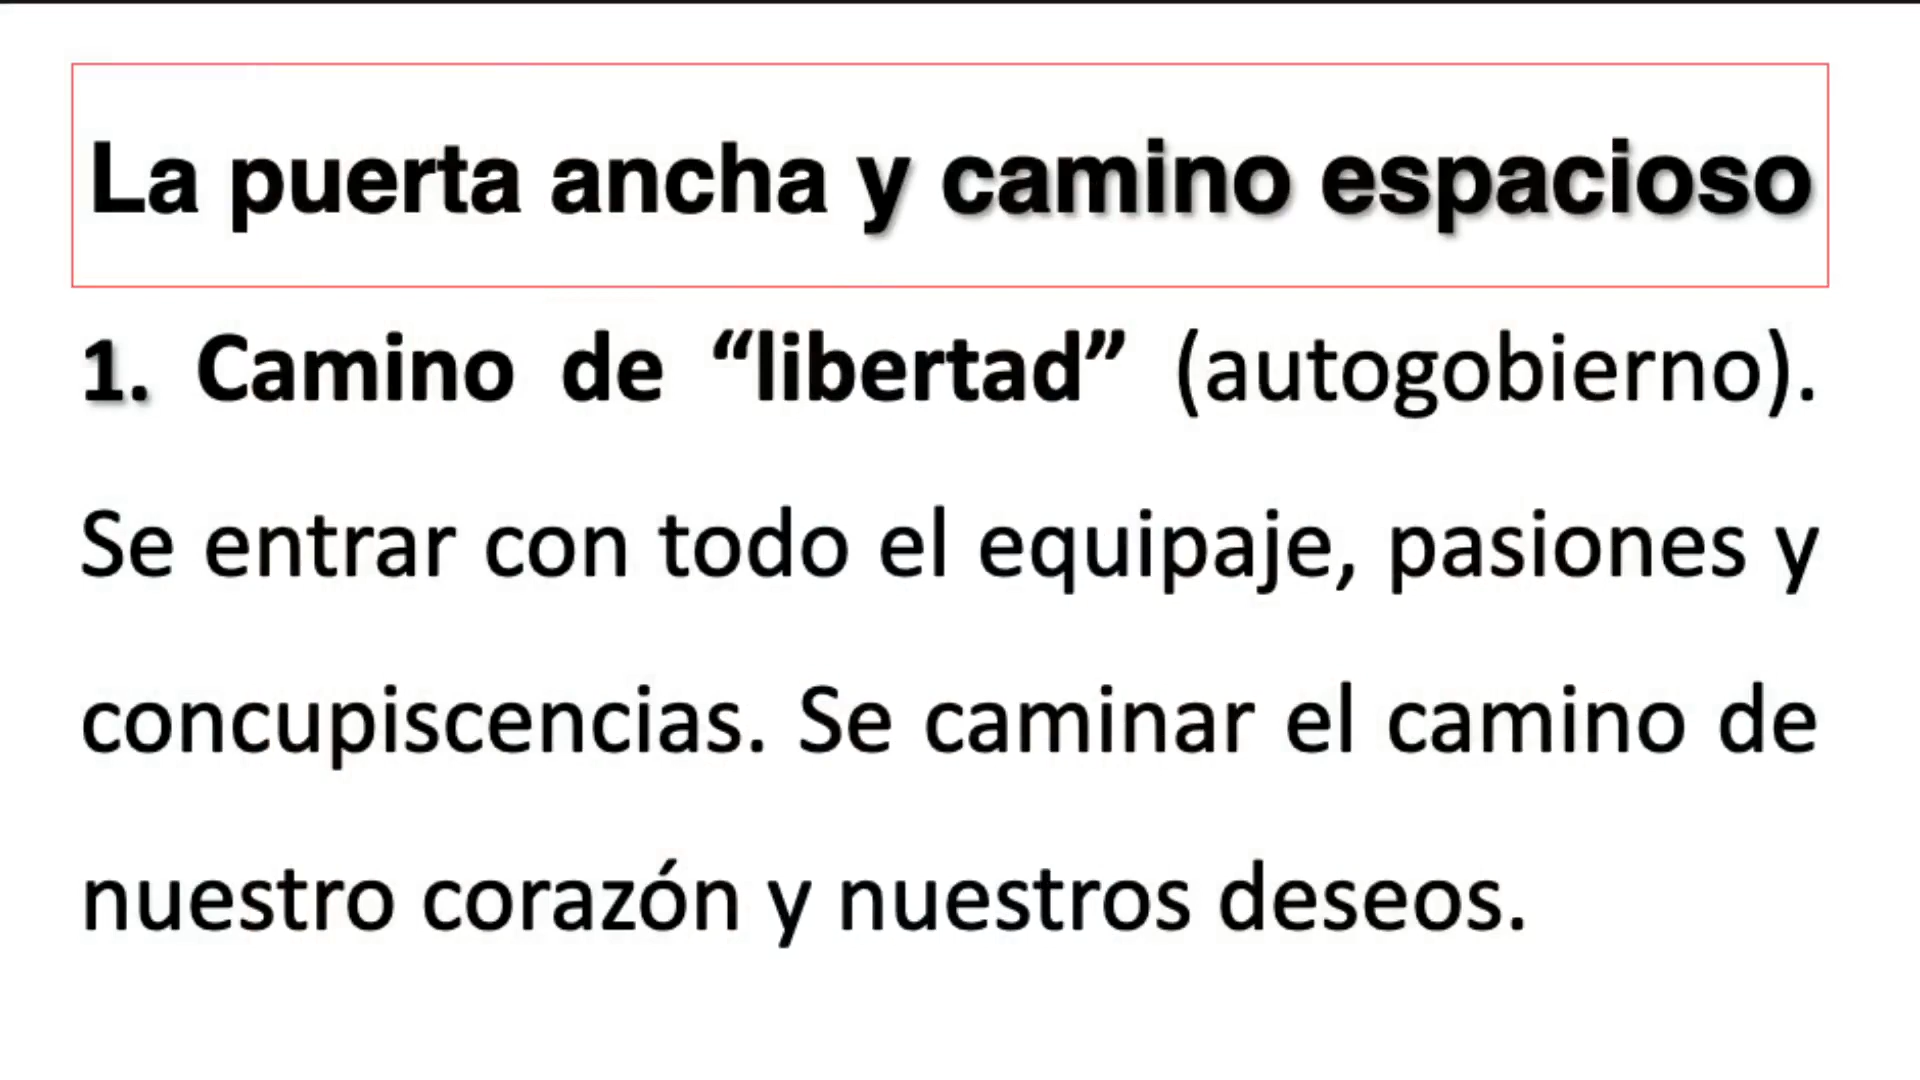 La puerta ancha y camino espacioso
1. Camino de “libertad” (autogobierno).
Se entrar con todo el equipaje, pasiones y
concupiscencias. Se caminar el camino de
nuestro corazón y nuestros deseos.